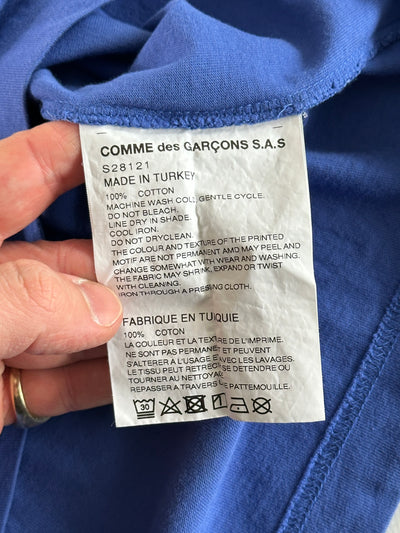 COMME des GARÇONS S.A.S
S28121
MADE IN TURKEY
100% COTTON
MACHINE WASH COLD, GENTLE CYCLE.
DO NOT BLEACH.
LINE DRY IN SHADE.
COOL IRON.
DO NOT DRYCLEAN.
THE COLOUR AND TEXTURE OF THE PRINTED
MOTIF ARE NOT PERMANENT AMD MAY PEEL AND
CHANGE SOMEWHAT WITH WEAR AND WASHING.
THE FABRIC MAY SHRINK, EXPAND OR TWIST
WITH CLEANING.
IRON THROUGH A PRESSING CLOTH.
FABRIQUE EN TURQUIE
100% COTON
LA COULEUR ET LA TEXTURE DE L'IMPRIME.
NE SON PAS PERMANENT ET PEUVENT
S'ALTERER A L'USAGE ET AVEC LES LAVAGES.
LE TISSU PEUT RETRECIR SE DETENDRE OU
TOURNER AU NETTOYAGE
REPASSER A TRAVERS UNE PATTEMOUILLE.
30